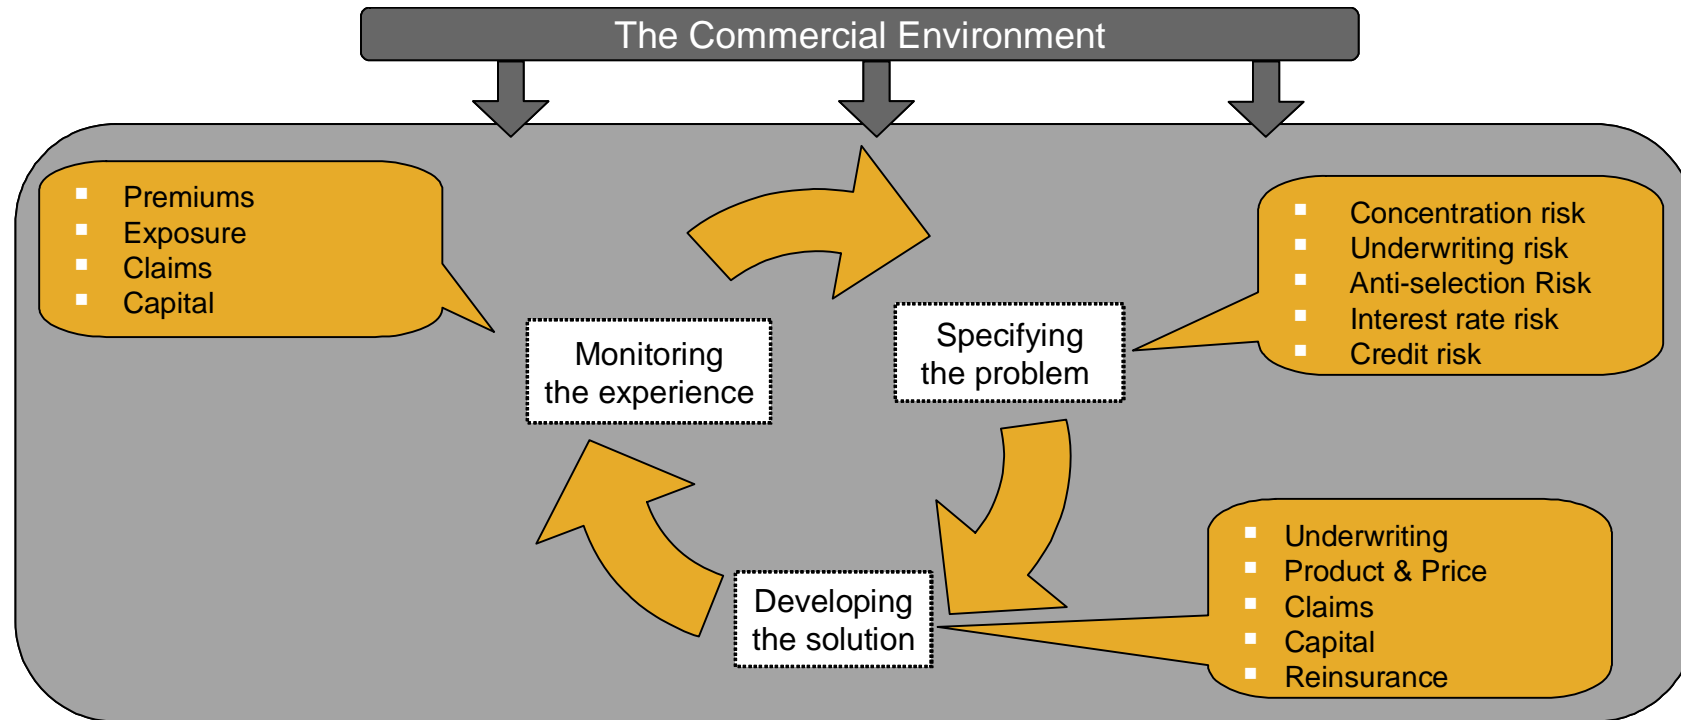 The Commercial Environment
Premiums
Exposure
Claims
Capital
Concentration risk
Underwriting risk
Anti-selection Risk
Interest rate risk
Credit risk
Monitoring
the experience
Specifying
the problem
Developing
the solution
Underwriting
Product & Price
Claims
Capital
Reinsurance